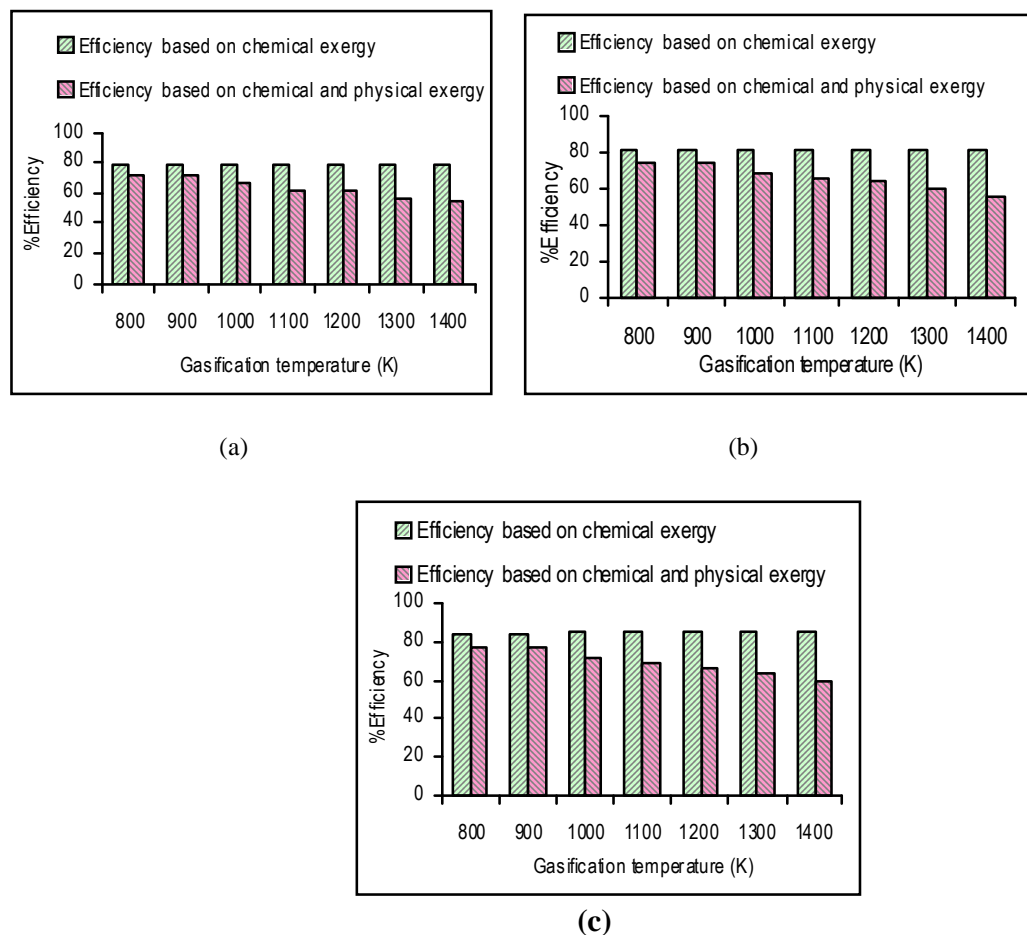 Efficiency based on chemical exergy
Efficiency based on chemical and physical exergy
%Efficiency
100
80
60
40
20
0
800 900 1000 1100 1200 1300 1400
Gasification temperature (K)
(a)
Efficiency based on chemical exergy
Efficiency based on chemical and physical exergy
%Efficiency
100
80
60
40
20
0
800 900 1000 1100 1200 1300 1400
Gasification temperature (K)
(b)
Efficiency based on chemical exergy
Efficiency based on chemical and physical exergy
%Efficiency
100
80
60
40
20
0
800 900 1000 1100 1200 1300 1400
Gasification temperature (K)
(c)